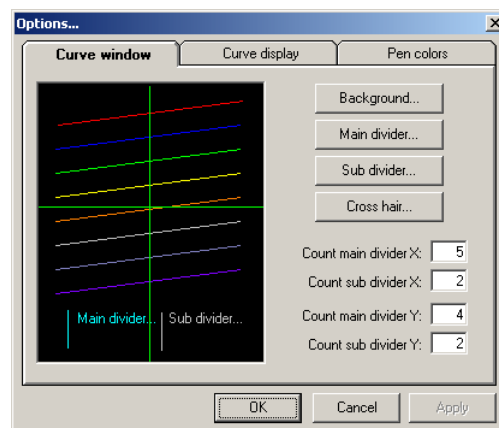 Options...
Curve window
Curve display
Pen colors
Background...
Main divider...
Sub divider...
Cross hair...
Count main divider X: 5
Count sub divider X: 2
Count main divider Y: 4
Count sub divider Y: 2
Main divider...
Sub divider...
OK
Cancel
Apply